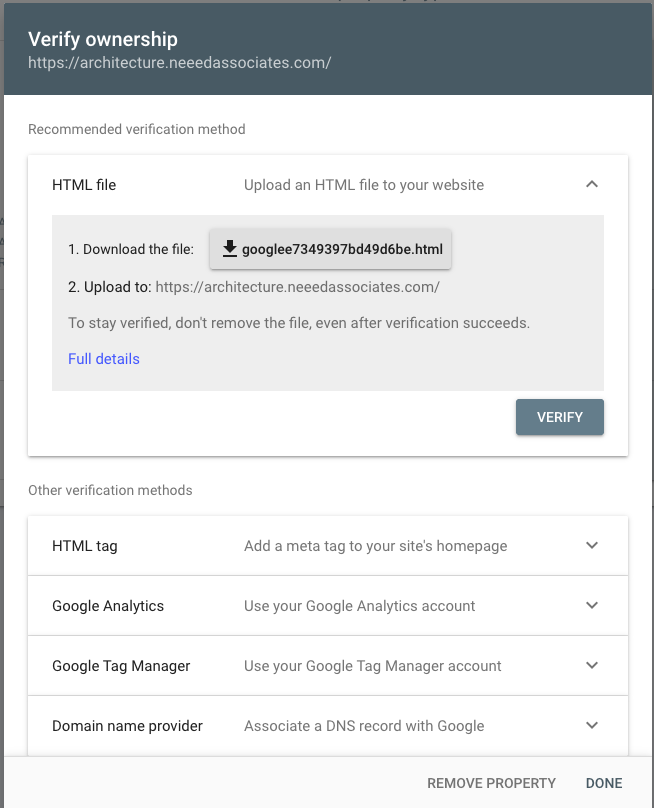 Verify ownership
https://architecture.neeedassociates.com/
Recommended verification method
HTML file Upload an HTML file to your website
1. Download the file: googlee7349397bd49d6be.html
2. Upload to: https://architecture.neeedassociates.com/
To stay verified, don't remove the file, even after verification succeeds.
Full details
VERIFY
Other verification methods
HTML tag Add a meta tag to your site's homepage
Google Analytics Use your Google Analytics account
Google Tag Manager Use your Google Tag Manager account
Domain name provider Associate a DNS record with Google
REMOVE PROPERTY DONE